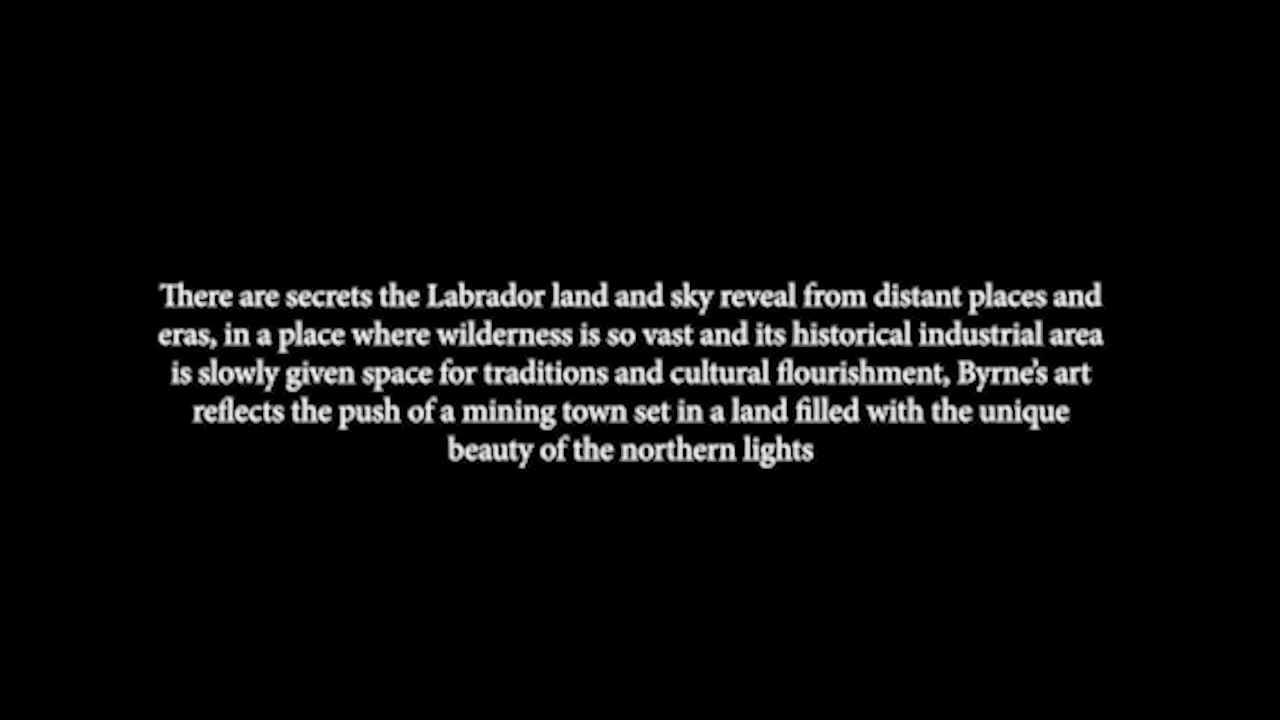 There are secrets the Labrador land and sky reveal from distant places and
eras, in a place where wilderness is so vast and its historical industrial area
is slowly given space for traditions and cultural flourishment, Byrne’s art
reflects the push of a mining town set in a land filled with the unique
beauty of the northern lights